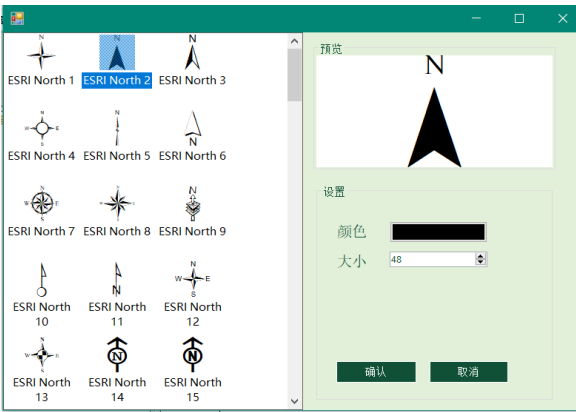 ESRI North 1 ESRI North 2 ESRI North 3
ESRI North 4 ESRI North 5 ESRI North 6
ESRI North 7 ESRI North 8 ESRI North 9
ESRI North 10 ESRI North 11 ESRI North 12
ESRI North 13 ESRI North 14 ESRI North 15
预览
N
设置
颜色
大小 48
确认 取消